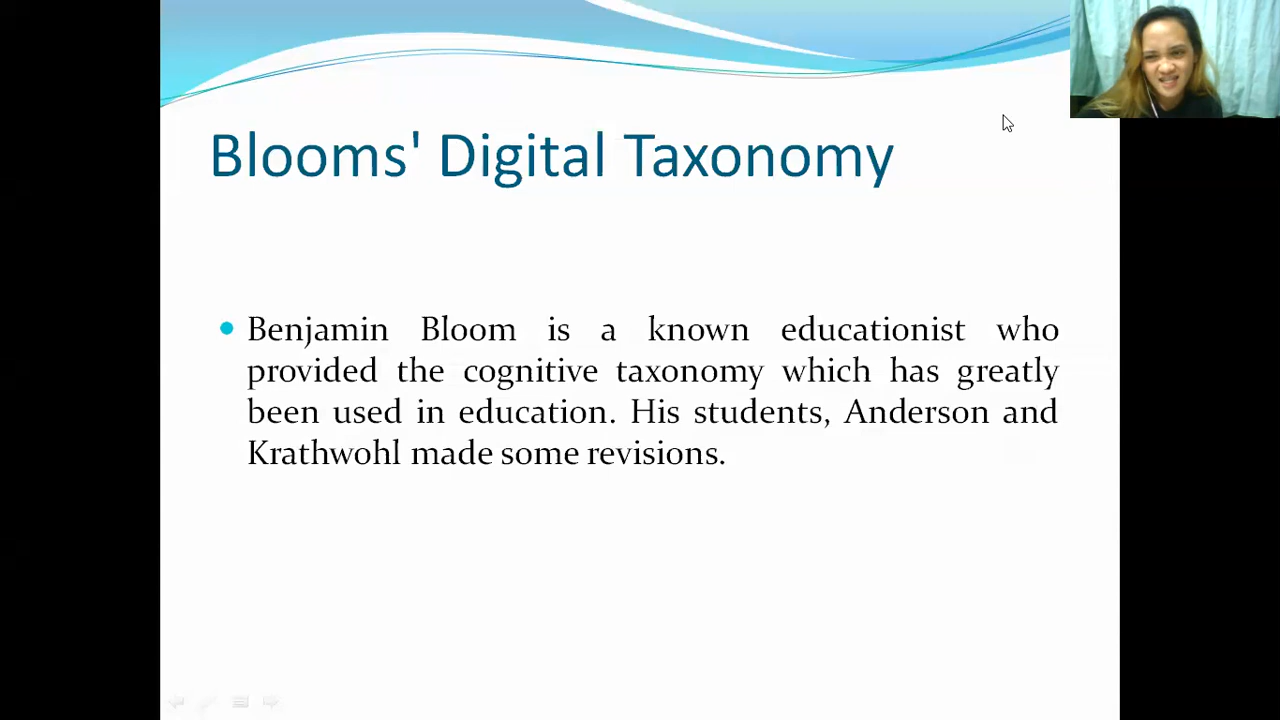 Blooms' Digital Taxonomy
Benjamin Bloom is a known educationist who
provided the cognitive taxonomy which has greatly
been used in education. His students, Anderson and
Krathwohl made some revisions.